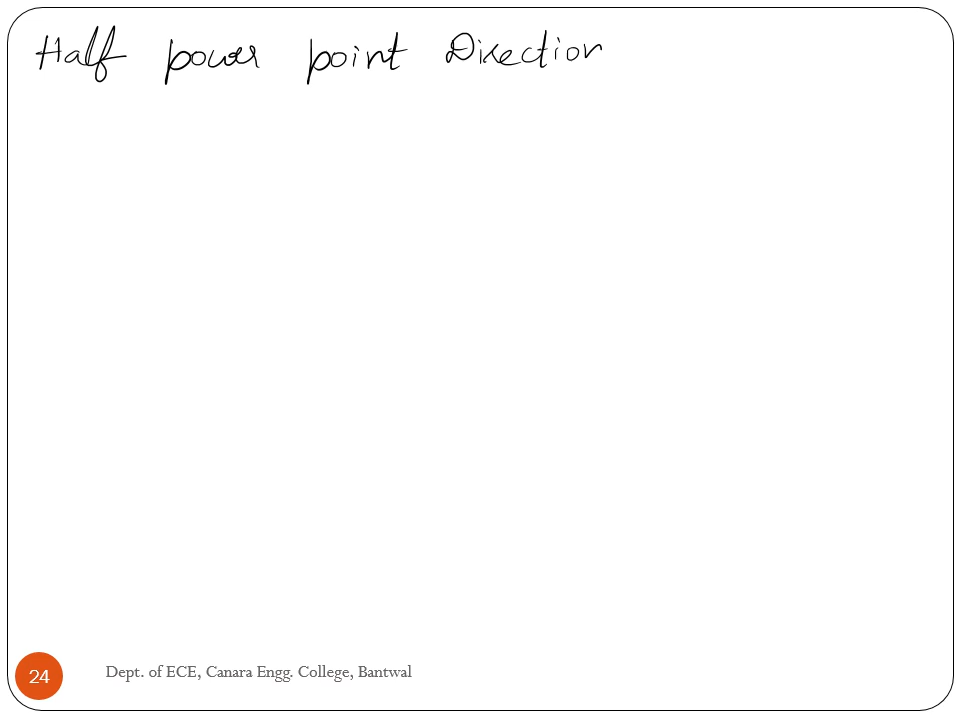 Half power point Direction
24
Dept. of ECE, Canara Engg. College, Bantwal